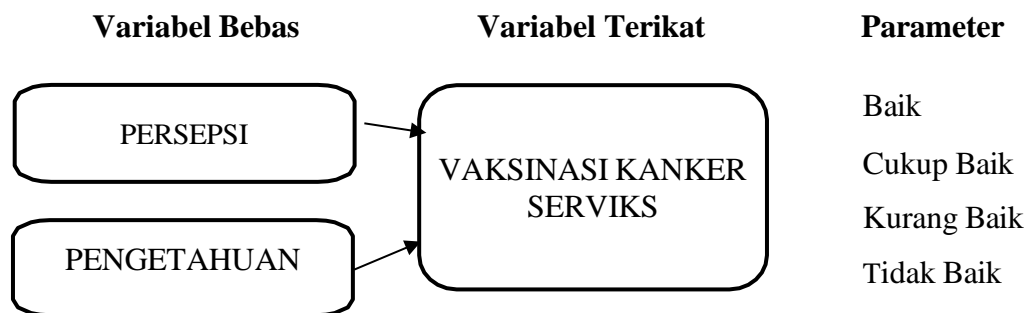 Variabel Bebas
Variabel Terikat
Parameter
PERSEPSI
PENGETAHUAN
VAKSINASI KANKER
SERVIKS
Baik
Cukup Baik
Kurang Baik
Tidak Baik